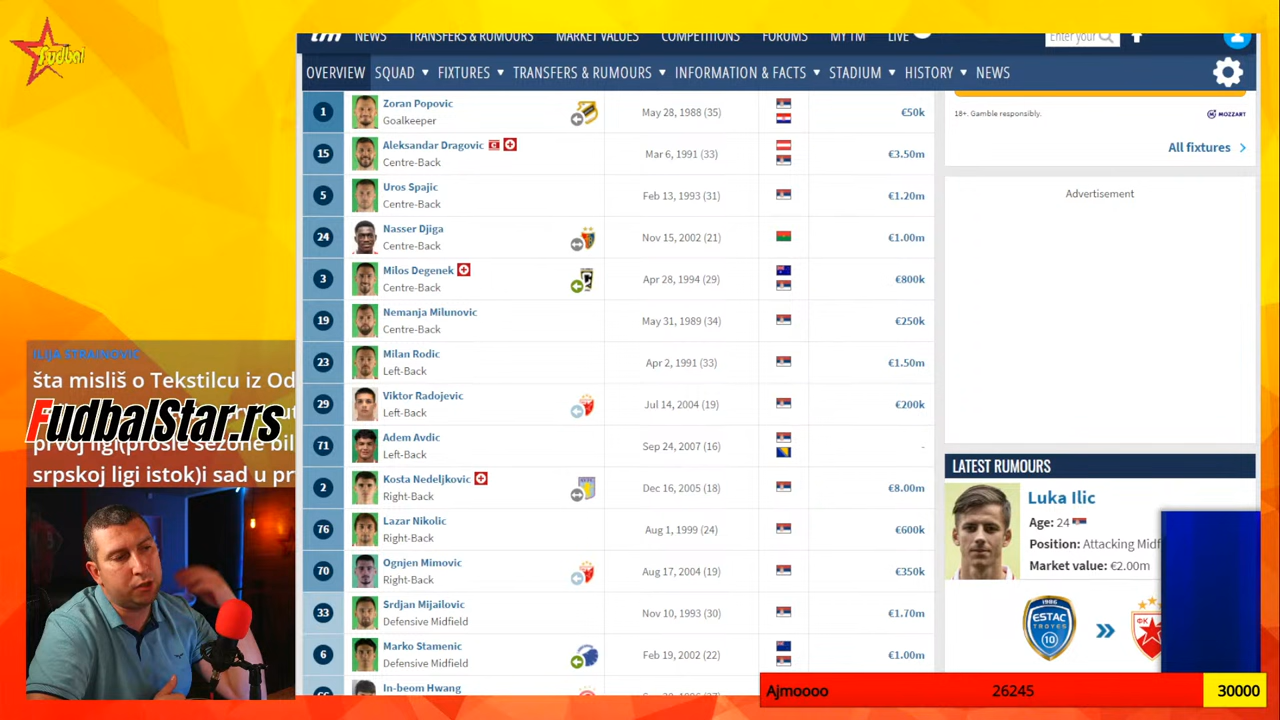 Fudbal
tm NEWS TRANSFERS & RUMOURS MARKET VALUES COMPETITIONS FORUMS MY TM LIVE Enter your
OVERVIEW SQUAD FIXTURES TRANSFERS & RUMOURS INFORMATION & FACTS STADIUM HISTORY NEWS
1 Zoran Popovic Goalkeeper May 28, 1988 (35) €50k
15 Aleksandar Dragovic Centre-Back Mar 6, 1991 (33) €3.50m
5 Uros Spajic Centre-Back Feb 13, 1993 (31) €1.20m
24 Nasser Djiga Centre-Back Nov 15, 2002 (21) €1.00m
3 Milos Degenek Centre-Back Apr 28, 1994 (29) €800k
19 Nemanja Milunovic Centre-Back May 31, 1989 (34) €250k
23 Milan Rodic Left-Back Apr 2, 1991 (33) €1.50m
29 Viktor Radojevic Left-Back Jul 14, 2004 (19) €200k
71 Adem Avdic Left-Back Sep 24, 2007 (16) -
2 Kosta Nedeljkovic Right-Back Dec 16, 2005 (18) €8.00m
76 Lazar Nikolic Right-Back Aug 1, 1999 (24) €600k
70 Ognjen Mimovic Right-Back Aug 17, 2004 (19) €350k
33 Srdjan Mijailovic Defensive Midfield Nov 10, 1993 (30) €1.70m
6 Marko Stamenic Defensive Midfield Feb 19, 2002 (22) €1.00m
In-beom Hwang
18+. Gamble responsibly. MOZZART
All fixtures
Advertisement
LATEST RUMOURS
Luka Ilic
Age: 24
Position: Attacking Midf
Market value: €2.00m
1986
ESTAC
TROYES
10
šta misliš o Tekstilcu iz Od
FudbalStar.rs
prvoj ligi(prošle sezone bil
srpskoj ligi istok)i sad u pr
Ajmoooo 26245 30000